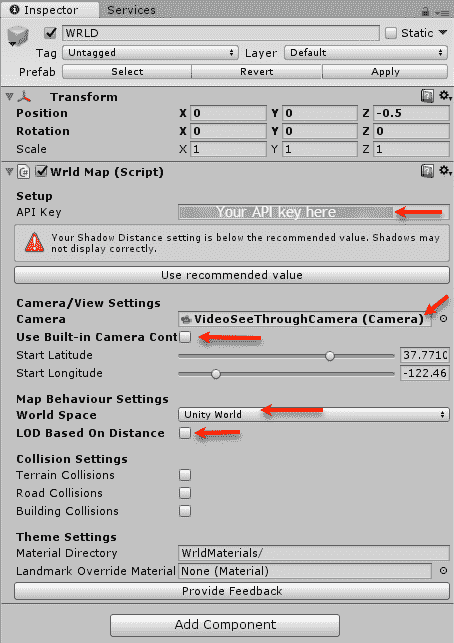 Inspector
Services
WRLD
Static
Tag Untagged Layer Default
Prefab Select Revert Apply
Transform
Position X 0 Y 0 Z -0.5
Rotation X 0 Y 0 Z 0
Scale X 1 Y 1 Z 1
Wrld Map (Script)
Setup
API Key Your API key here
Your Shadow Distance setting is below the recommended value. Shadows may
not display correctly.
Use recommended value
Camera/View Settings
Camera VideoSeeThroughCamera (Camera)
Use Built-in Camera Cont
Start Latitude 37.7710
Start Longitude -122.46
Map Behaviour Settings
World Space Unity World
LOD Based On Distance
Collision Settings
Terrain Collisions
Road Collisions
Building Collisions
Theme Settings
Material Directory WrldMaterials/
Landmark Override Material None (Material)
Provide Feedback
Add Component